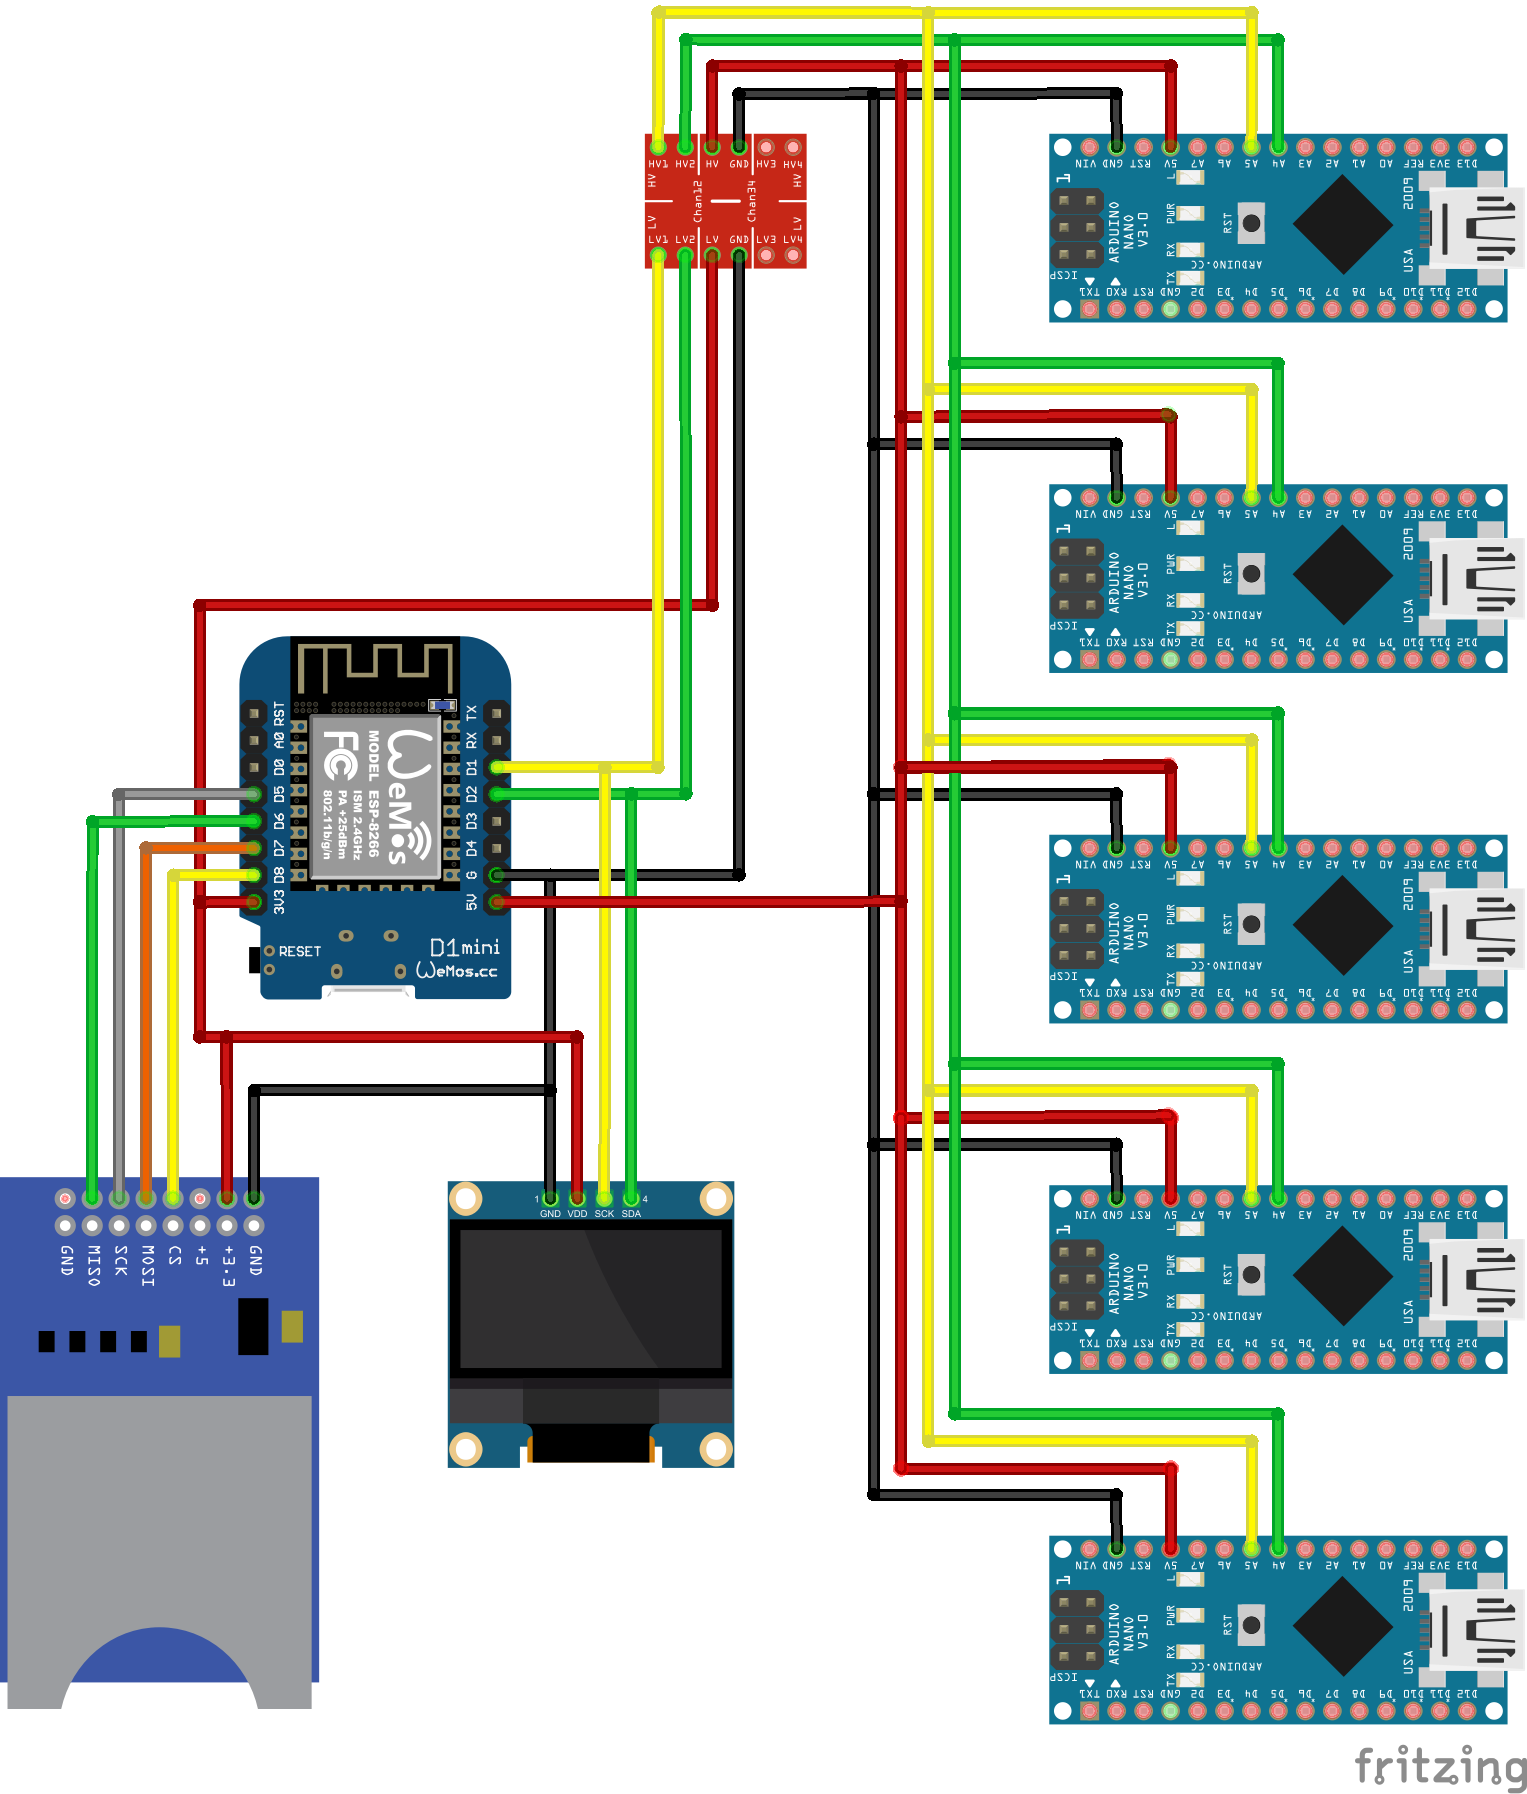 HV1 HV2 HV GND HV3 HV4
HV Chan12 Chan34 HV
LV LV
LV1 LV2 LV GND LV3 LV4
VIN GND RST 5V A7 A6 A5 A4 A3 A2 A1 A0 REF 3V3 D13
L PWR RX TX RST
ARDUINO NANO V3.0
ICSP ARDUINO.CC
2009 USA
TX1 RX0 RST GND D2 D3 D4 D5 D6 D7 D8 D9 D10 D11 D12
VIN GND RST 5V A7 A6 A5 A4 A3 A2 A1 A0 REF 3V3 D13
L PWR RX TX RST
ARDUINO NANO V3.0
ICSP ARDUINO.CC
2009 USA
TX1 RX0 RST GND D2 D3 D4 D5 D6 D7 D8 D9 D10 D11 D12
RST A0 D0 D5 D6 D7 D8 3V3
TX RX D1 D2 D3 D4 G 5V
WeMos
MODEL ESP-8266
ISM 2.4GHz
PA +25dBm
802.11b/g/n
FC
RESET
D1mini
WeMos.cc
VIN GND RST 5V A7 A6 A5 A4 A3 A2 A1 A0 REF 3V3 D13
L PWR RX TX RST
ARDUINO NANO V3.0
ICSP ARDUINO.CC
2009 USA
TX1 RX0 RST GND D2 D3 D4 D5 D6 D7 D8 D9 D10 D11 D12
1 4
GND VDD SCK SDA
GND MISO SCK MOSI CS +5 +3.3 GND
VIN GND RST 5V A7 A6 A5 A4 A3 A2 A1 A0 REF 3V3 D13
L PWR RX TX RST
ARDUINO NANO V3.0
ICSP ARDUINO.CC
2009 USA
TX1 RX0 RST GND D2 D3 D4 D5 D6 D7 D8 D9 D10 D11 D12
VIN GND RST 5V A7 A6 A5 A4 A3 A2 A1 A0 REF 3V3 D13
L PWR RX TX RST
ARDUINO NANO V3.0
ICSP ARDUINO.CC
2009 USA
TX1 RX0 RST GND D2 D3 D4 D5 D6 D7 D8 D9 D10 D11 D12
fritzing